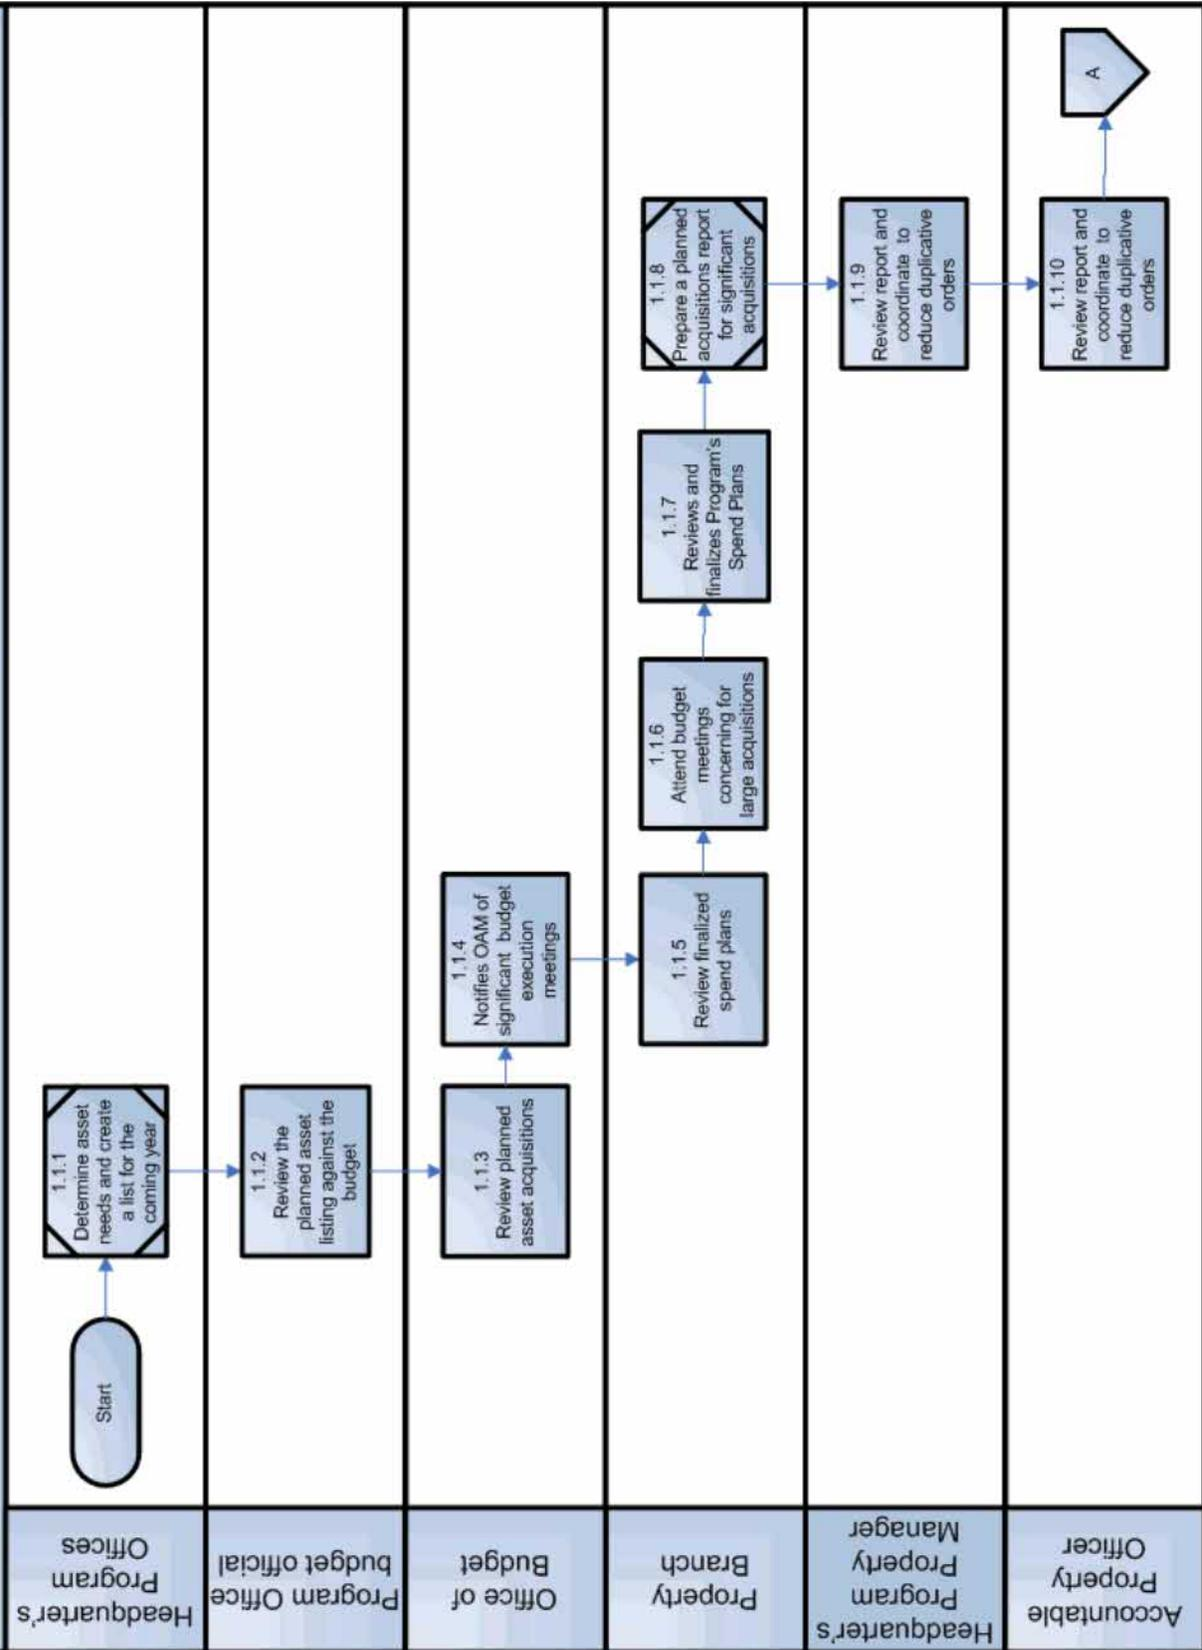 Headquarter's
Program
Offices
Start
1.1.1
Determine asset
needs and create
a list for the
coming year
Program Office
budget official
1.1.2
Review the
planned asset
listing against the
budget
Office of
Budget
1.1.3
Review planned
asset acquisitions
1.1.4
Notifies OAM of
significant budget
execution
meetings
Property
Branch
1.1.5
Review finalized
spend plans
1.1.6
Attend budget
meetings
concerning for
large acquisitions
1.1.7
Reviews and
finalizes Program's
Spend Plans
1.1.8
Prepare a planned
acquisitions report
for significant
acquisitions
Headquarter's
Program
Property
Manager
1.1.9
Review report and
coordinate to
reduce duplicative
orders
Accountable
Property
Officer
1.1.10
Review report and
coordinate to
reduce duplicative
orders
A